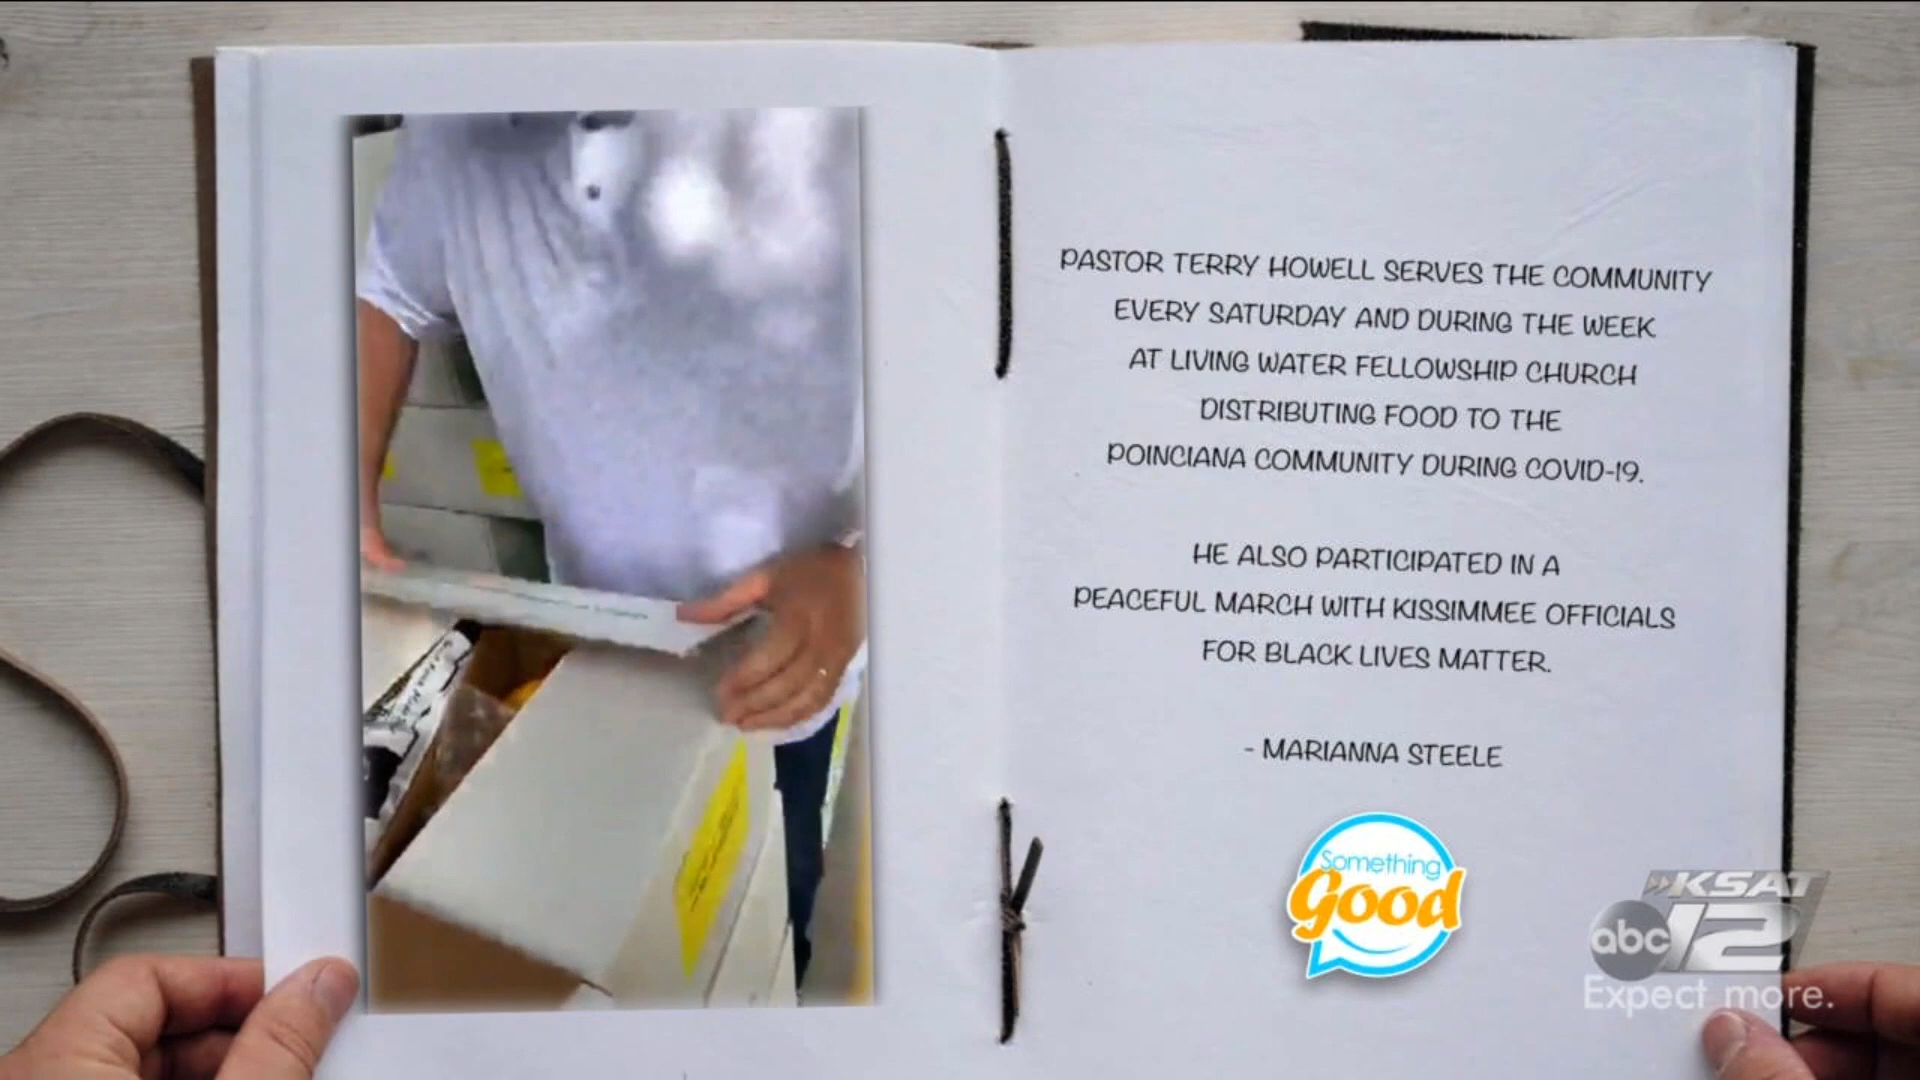 PASTOR TERRY HOWELL SERVES THE COMMUNITY
EVERY SATURDAY AND DURING THE WEEK
AT LIVING WATER FELLOWSHIP CHURCH
DISTRIBUTING FOOD TO THE
POINCIANA COMMUNITY DURING COVID-19.
HE ALSO PARTICIPATED IN A
PEACEFUL MARCH WITH KISSIMMEE OFFICIALS
FOR BLACK LIVES MATTER.
- MARIANNA STEELE
Something
Good
KSAT
abc 12
Expect more.